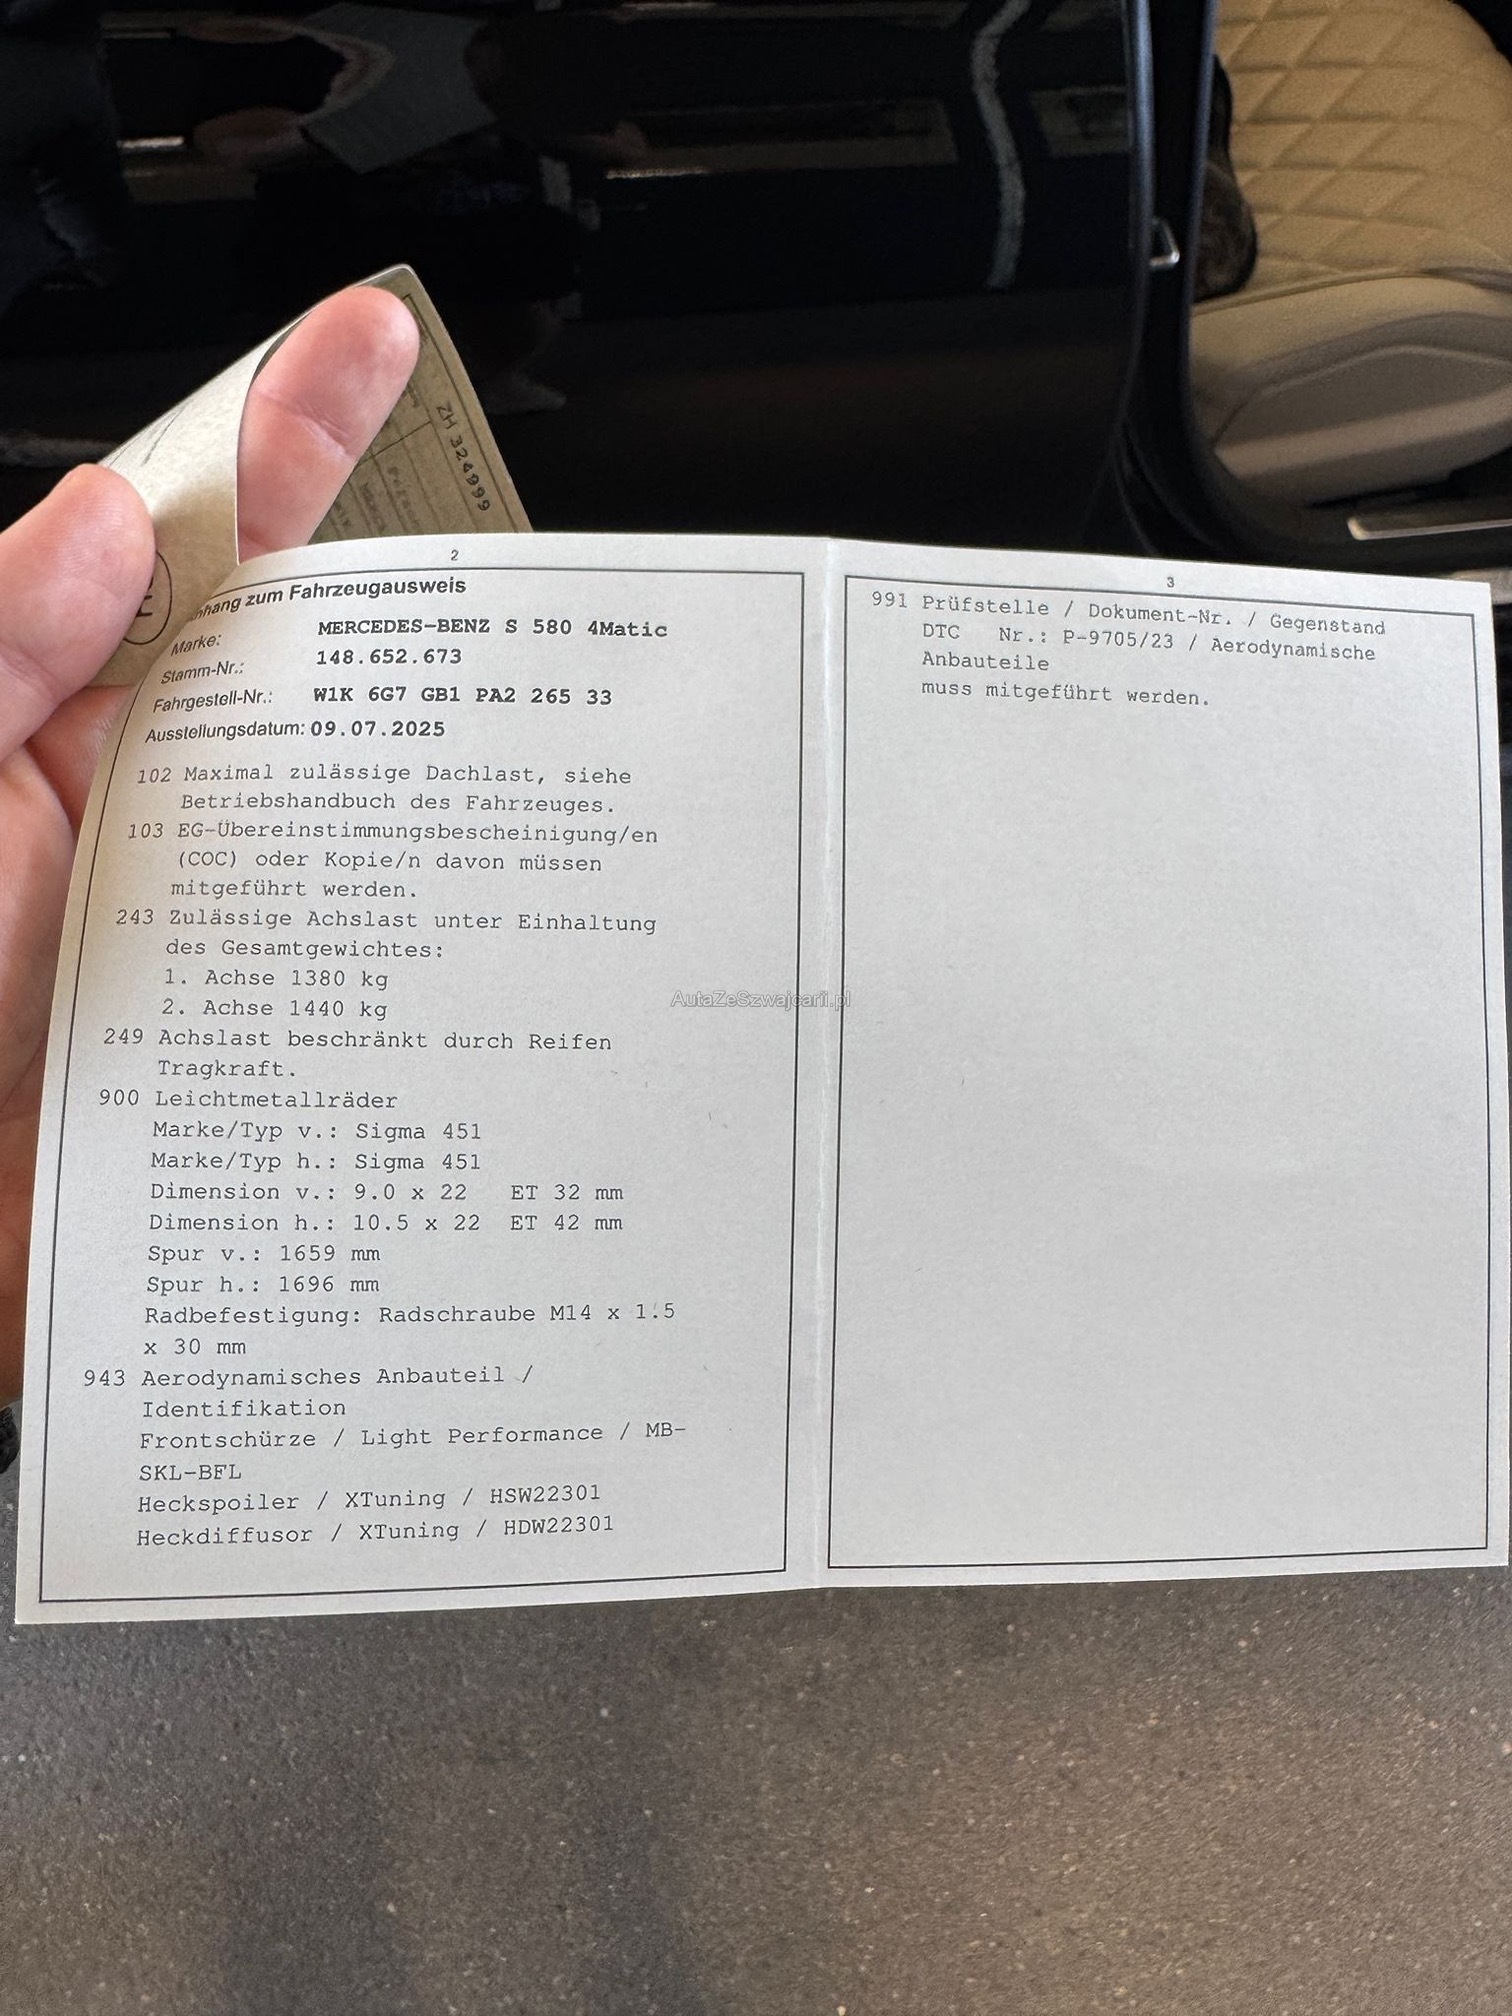 ZH 324999
2
Anhang zum Fahrzeugausweis
Marke: MERCEDES-BENZ S 580 4Matic
Stamm-Nr.: 148.652.673
Fahrgestell-Nr.: W1K 6G7 GB1 PA2 265 33
Ausstellungsdatum: 09.07.2025
102 Maximal zulässige Dachlast, siehe
Betriebshandbuch des Fahrzeuges.
103 EG-Übereinstimmungsbescheinigung/en
(COC) oder Kopie/n davon müssen
mitgeführt werden.
243 Zulässige Achslast unter Einhaltung
des Gesamtgewichtes:
1. Achse 1380 kg
2. Achse 1440 kg
249 Achslast beschränkt durch Reifen
Tragkraft.
900 Leichtmetallräder
Marke/Typ v.: Sigma 451
Marke/Typ h.: Sigma 451
Dimension v.: 9.0 x 22 ET 32 mm
Dimension h.: 10.5 x 22 ET 42 mm
Spur v.: 1659 mm
Spur h.: 1696 mm
Radbefestigung: Radschraube M14 x 1.5
x 30 mm
943 Aerodynamisches Anbauteil /
Identifikation
Frontschürze / Light Performance / MB-
SKL-BFL
Heckspoiler / XTuning / HSW22301
Heckdiffusor / XTuning / HDW22301
3
991 Prüfstelle / Dokument-Nr. / Gegenstand
DTC Nr.: P-9705/23 / Aerodynamische
Anbauteile
muss mitgeführt werden.
AutaZeSzwajcarii.pl